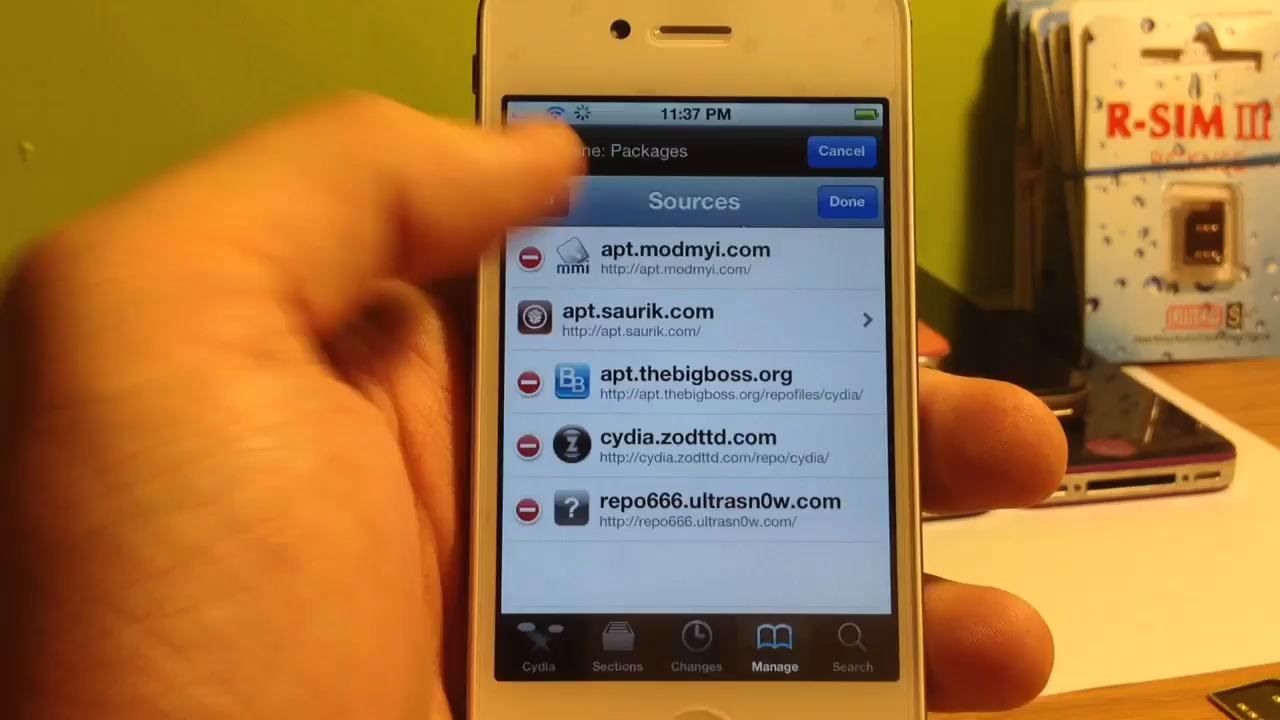 11:37 PM
ne: Packages
Cancel
Sources
Done
apt.modmyi.com
http://apt.modmyi.com/
mmi
apt.saurik.com
http://apt.saurik.com/
apt.thebigboss.org
http://apt.thebigboss.org/repofiles/cydia/
BB
cydia.zodttd.com
http://cydia.zodttd.com/repo/cydia/
Z
repo666.ultrasn0w.com
http://repo666.ultrasn0w.com/
?
Cydia
Sections
Changes
Manage
Search
R-SIM III